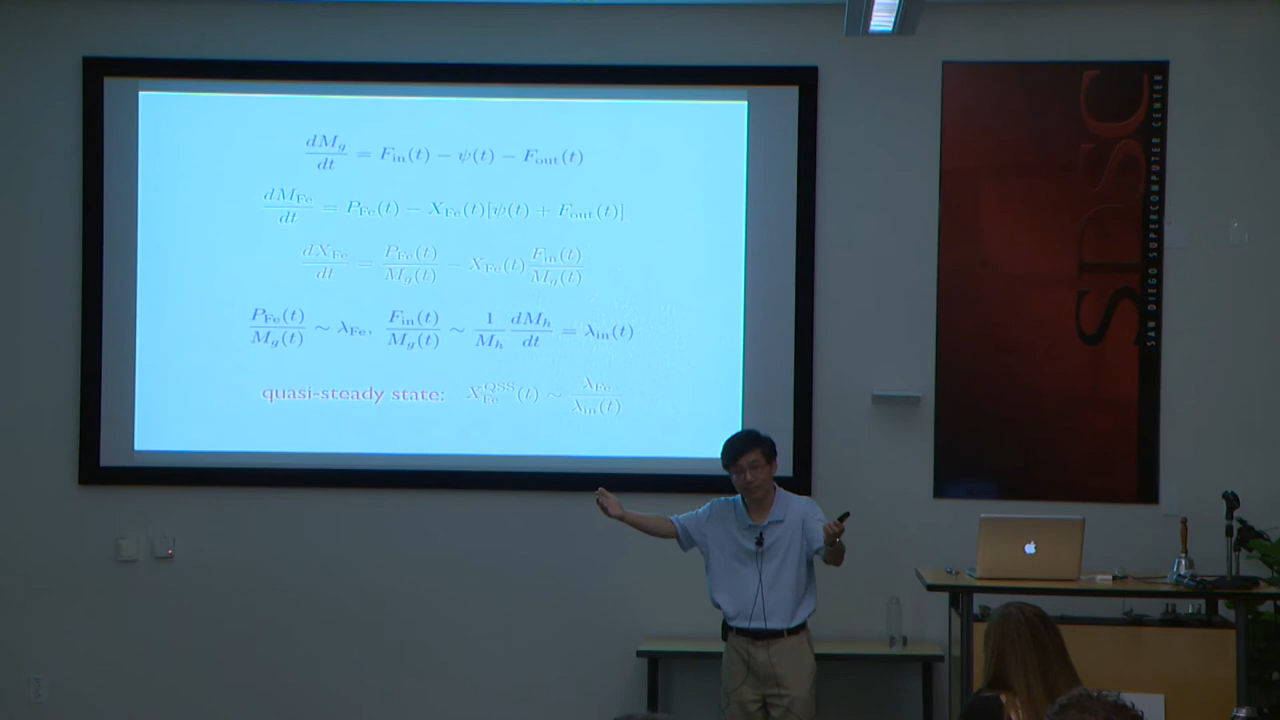 dM_g/dt = F_in(t) − ψ(t) − F_out(t)
dM_Fe/dt = P_Fe(t) − X_Fe(t)[ψ(t) + F_out(t)]
dX_Fe/dt = P_Fe(t)/M_g(t) − X_Fe(t) F_in(t)/M_g(t)
P_Fe(t)/M_g(t) ∼ λ_Fe, F_in(t)/M_g(t) ∼ 1/M_h dM_h/dt = λ_in(t)
quasi-steady state: X_Fe^QSS(t) ∼ λ_Fe/λ_in(t)
SDSC
SAN DIEGO SUPERCOMPUTER CENTER